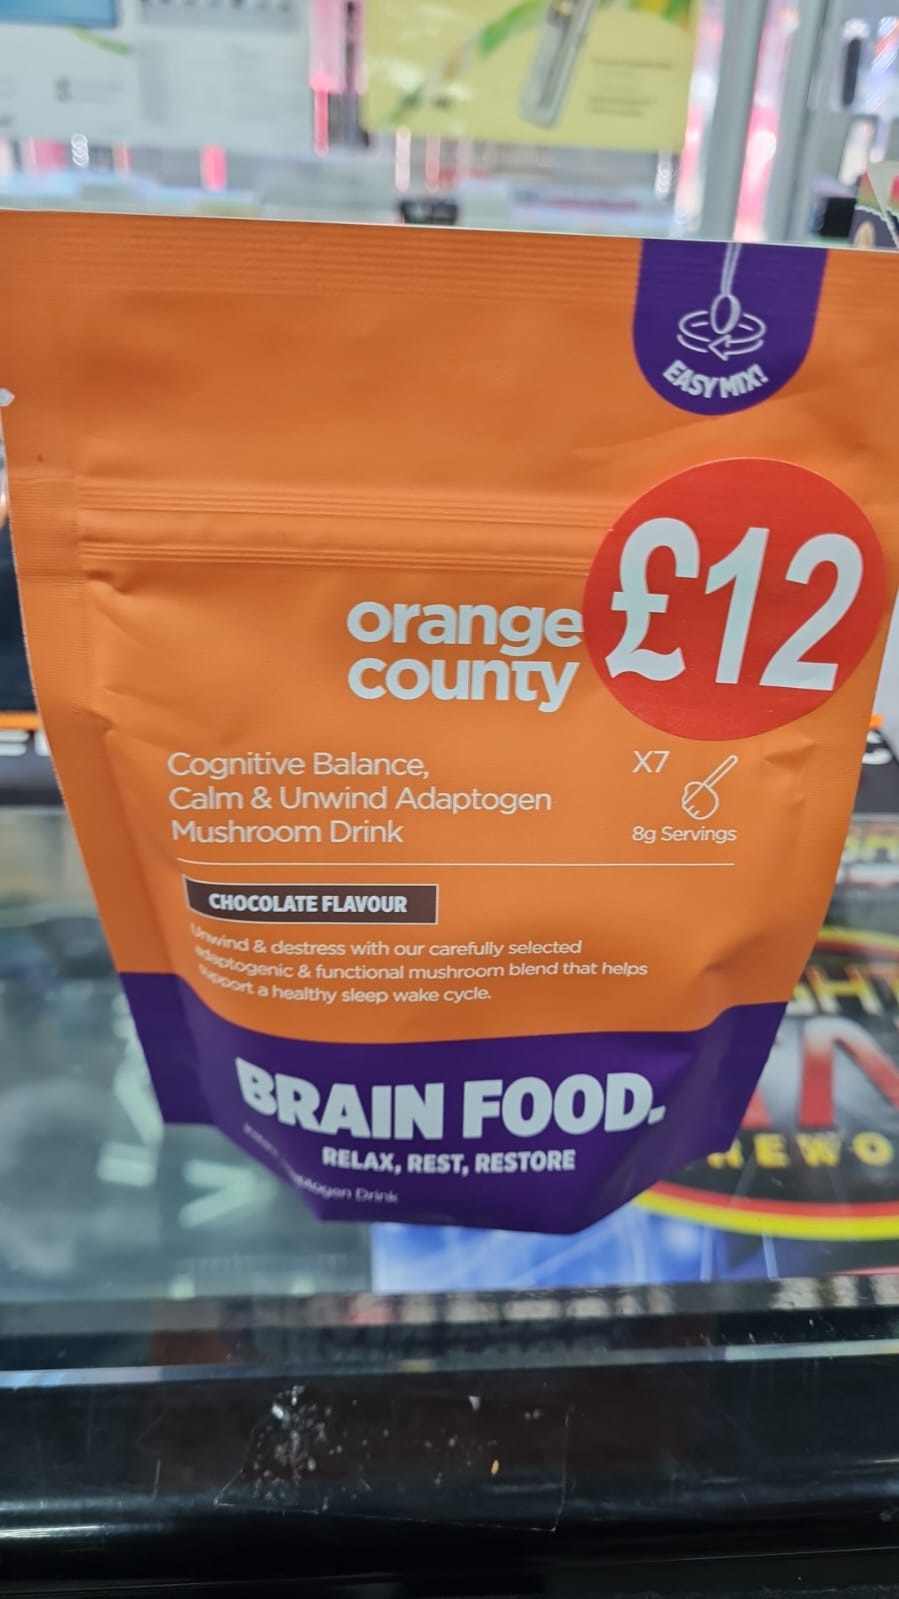 EASY MIX!
£12
orange
county
Cognitive Balance,
Calm & Unwind Adaptogen
Mushroom Drink
X7
8g Servings
CHOCOLATE FLAVOUR
Unwind & destress with our carefully selected
adaptogenic & functional mushroom blend that helps
support a healthy sleep wake cycle.
BRAIN FOOD.
RELAX, REST, RESTORE
Drink